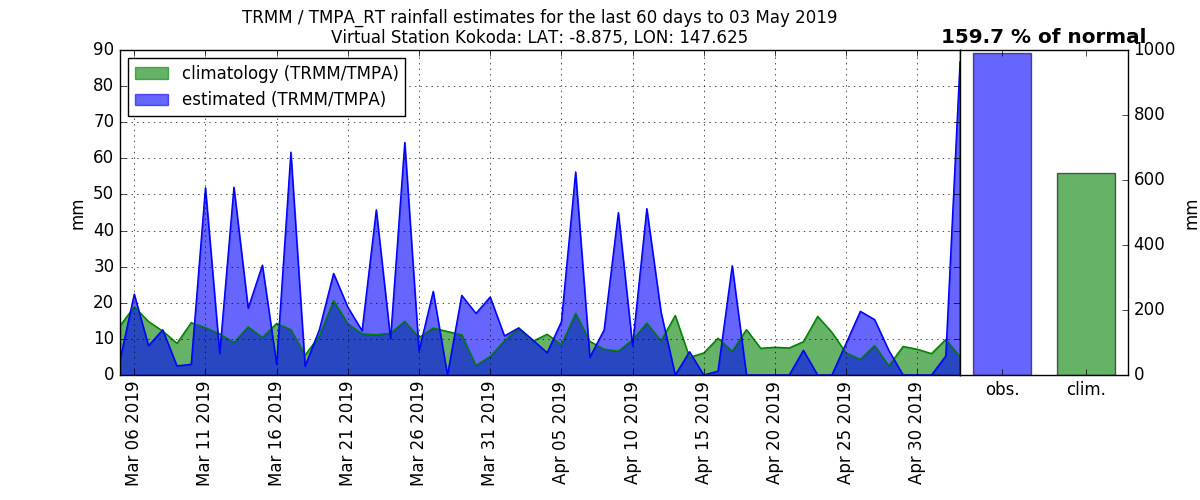 TRMM / TMPA_RT rainfall estimates for the last 60 days to 03 May 2019
Virtual Station Kokoda: LAT: -8.875, LON: 147.625
159.7 % of normal
climatology (TRMM/TMPA)
estimated (TRMM/TMPA)
mm
90
80
70
60
50
40
30
20
10
0
Mar 06 2019
Mar 11 2019
Mar 16 2019
Mar 21 2019
Mar 26 2019
Mar 31 2019
Apr 05 2019
Apr 10 2019
Apr 15 2019
Apr 20 2019
Apr 25 2019
Apr 30 2019
obs.
clim.
1000
800
600
400
200
0
mm